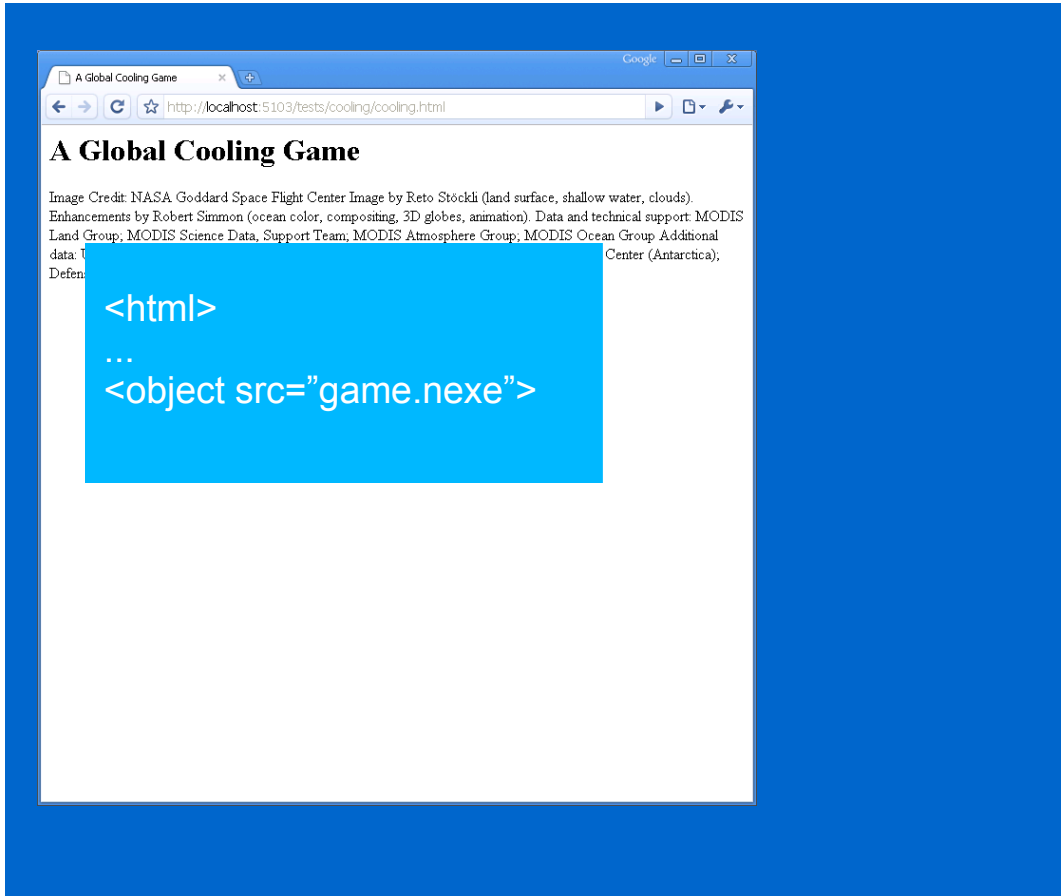 Google
A Global Cooling Game
http://localhost:5103/tests/cooling/cooling.html
A Global Cooling Game
Image Credit: NASA Goddard Space Flight Center Image by Reto Stöckli (land surface, shallow water, clouds).
Enhancements by Robert Simmon (ocean color, compositing, 3D globes, animation). Data and technical support: MODIS
Land Group; MODIS Science Data, Support Team; MODIS Atmosphere Group; MODIS Ocean Group Additional
data: Center (Antarctica);
<html>
...
<object src=”game.nexe”>